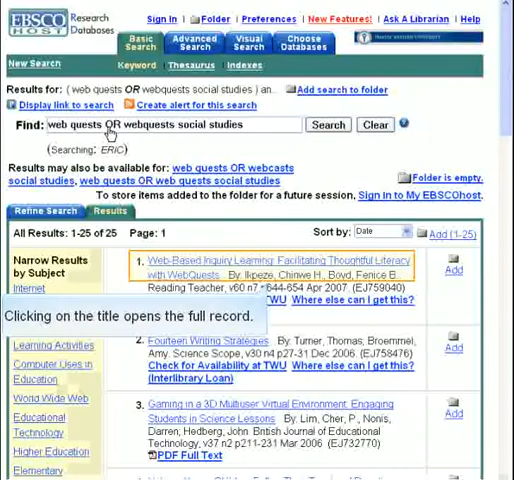 EBSCO HOST Research Databases
Sign In Folder Preferences New Features! Ask A Librarian Help
Basic Search Advanced Search Visual Search Choose Databases
New Search Keyword Thesaurus Indexes
Results for: ( web quests OR webquests social studies ) an.. Add search to folder
Display link to search Create alert for this search
Find: web quests OR webquests social studies Search Clear
(Searching: ERIC)
Results may also be available for: web quests OR webcasts
social studies, web quests OR web quests social studies
Folder is empty.
To store items added to the folder for a future session, Sign In to My EBSCOhost.
Refine Search Results
All Results: 1-25 of 25 Page: 1 Sort by: Date Add (1-25)
Narrow Results by Subject
Internet
Learning Activities
Computer Uses in Education
World Wide Web
Educational Technology
Higher Education
Elementary
1. Web-Based Inquiry Learning: Facilitating Thoughtful Literacy
with WebQuests. By: Ikpeze, Chinwe H., Boyd, Fenice B.
Reading Teacher, v60 n7 644-654 Apr 2007. (EJ759040)
TWU Where else can I get this?
Add
Clicking on the title opens the full record.
2. Fourteen Writing Strategies By: Turner, Thomas, Broemmel,
Amy. Science Scope, v30 n4 p27-31 Dec 2006. (EJ758476)
Check for Availability at TWU Where else can I get this?
(Interlibrary Loan)
Add
3. Gaming in a 3D Multiuser Virtual Environment: Engaging
Students in Science Lessons By: Lim, Cher, P., Nonis,
Darren; Hedberg, John British Journal of Educational
Technology, v37 n2 p211-231 Mar 2006 (EJ732770)
PDF Full Text
Add